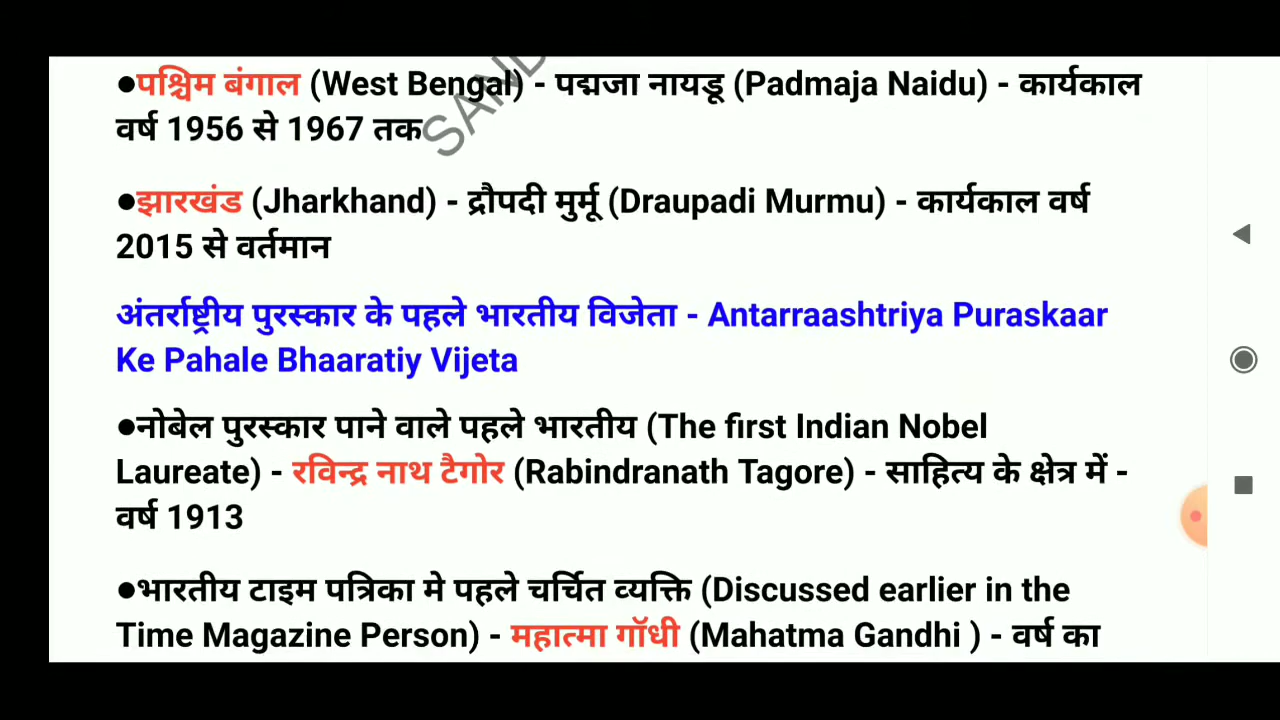 ●पश्चिम बंगाल (West Bengal) - पद्मजा नायडू (Padmaja Naidu) - कार्यकाल
वर्ष 1956 से 1967 तक
●झारखंड (Jharkhand) - द्रौपदी मुर्मू (Draupadi Murmu) - कार्यकाल वर्ष
2015 से वर्तमान
अंतर्राष्ट्रीय पुरस्कार के पहले भारतीय विजेता - Antarraashtriya Puraskaar
Ke Pahale Bhaaratiy Vijeta
●नोबेल पुरस्कार पाने वाले पहले भारतीय (The first Indian Nobel
Laureate) - रविन्द्र नाथ टैगोर (Rabindranath Tagore) - साहित्य के क्षेत्र में -
वर्ष 1913
●भारतीय टाइम पत्रिका मे पहले चर्चित व्यक्ति (Discussed earlier in the
Time Magazine Person) - महात्मा गॉधी (Mahatma Gandhi ) - वर्ष का